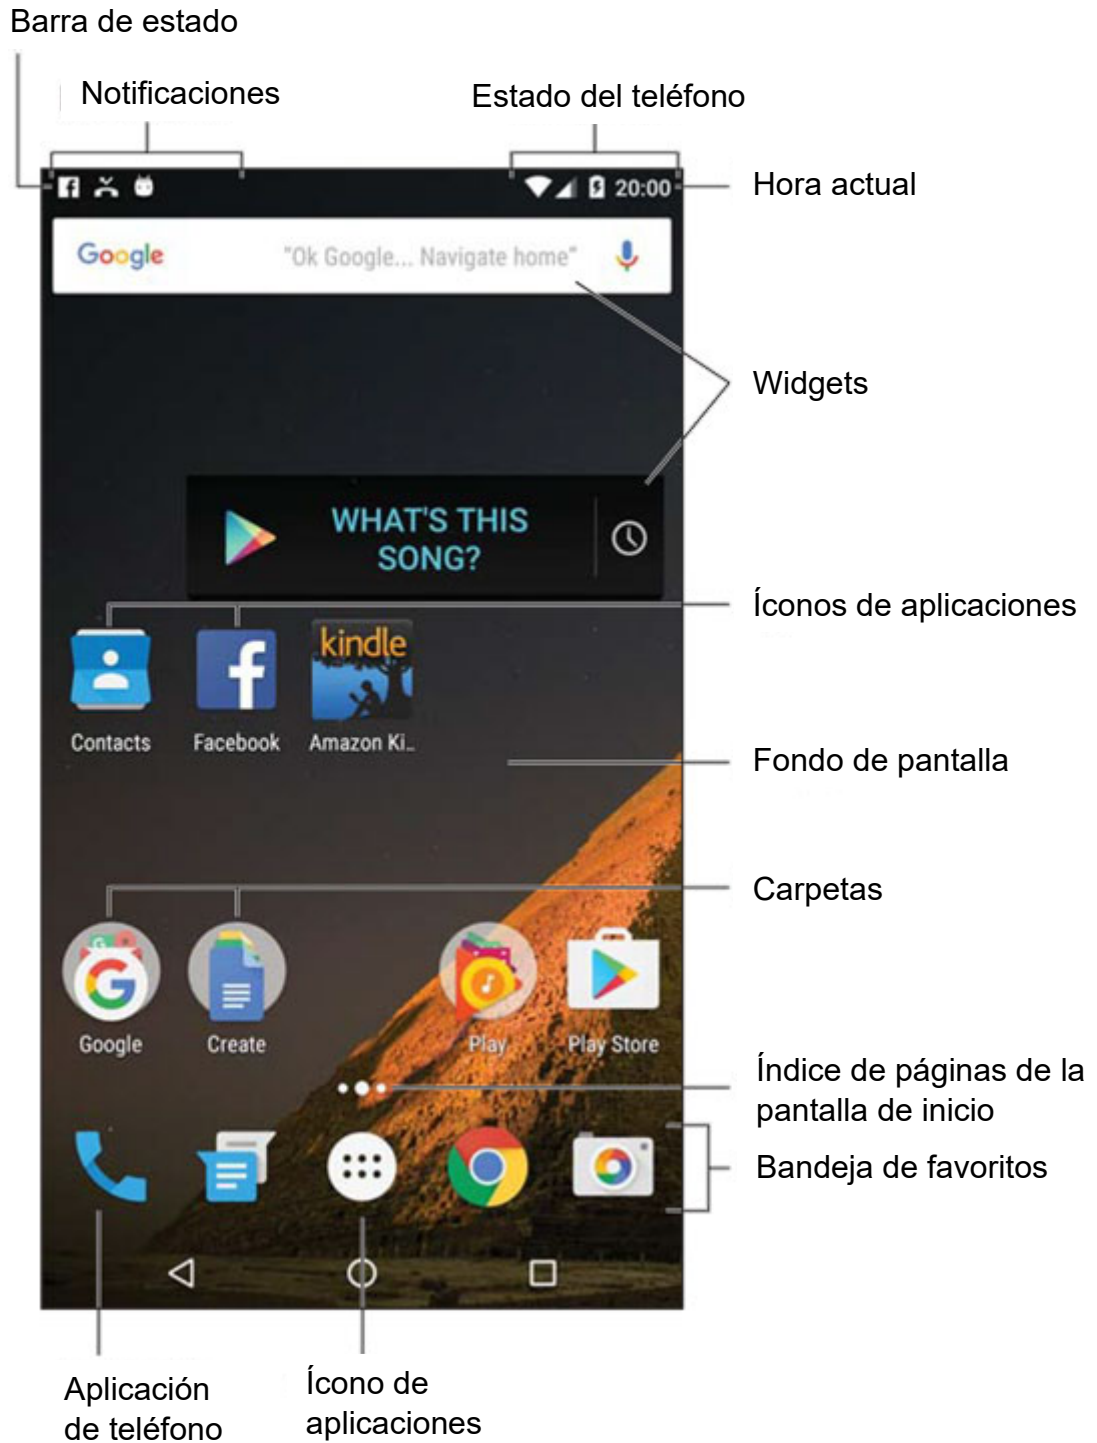 Barra de estado
Notificaciones
Estado del teléfono
20:00
Hora actual
Google
"Ok Google... Navigate home"
Widgets
WHAT'S THIS
SONG?
Íconos de aplicaciones
kindle
Contacts
Facebook
Amazon Ki..
Fondo de pantalla
Carpetas
Google
Create
Play
Play Store
Índice de páginas de la
pantalla de inicio
Bandeja de favoritos
Aplicación
de teléfono
Ícono de
aplicaciones